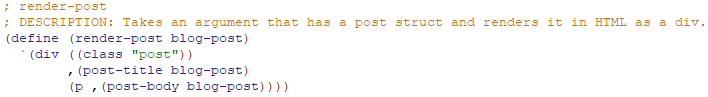 ; render-post
; DESCRIPTION: Takes an argument that has a post struct and renders it in HTML as a div.
(define (render-post blog-post)
  `(div ((class "post"))
        ,(post-title blog-post)
        (p ,(post-body blog-post))))